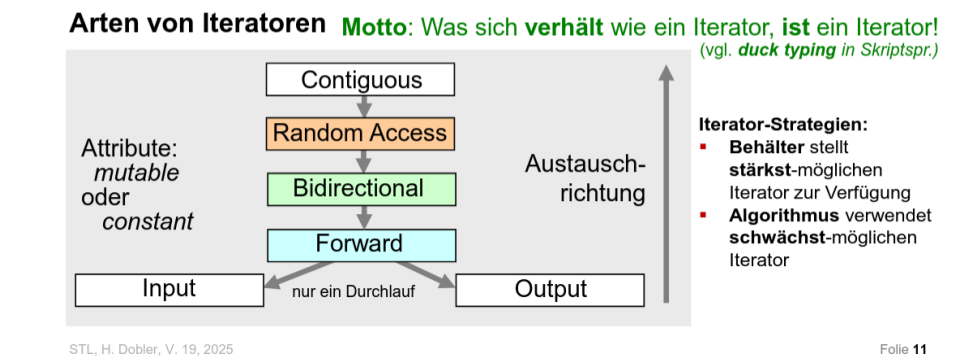 Arten von Iteratoren
Motto: Was sich verhält wie ein Iterator, ist ein Iterator!
(vgl. duck typing in Skriptspr.)
Contiguous
Random Access
Bidirectional
Forward
Input
nur ein Durchlauf
Output
Attribute:
mutable
oder
constant
Austausch-
richtung
Iterator-Strategien:
▪ Behälter stellt
stärkst-möglichen
Iterator zur Verfügung
▪ Algorithmus verwendet
schwächst-möglichen
Iterator
STL, H. Dobler, V. 19, 2025
Folie 11